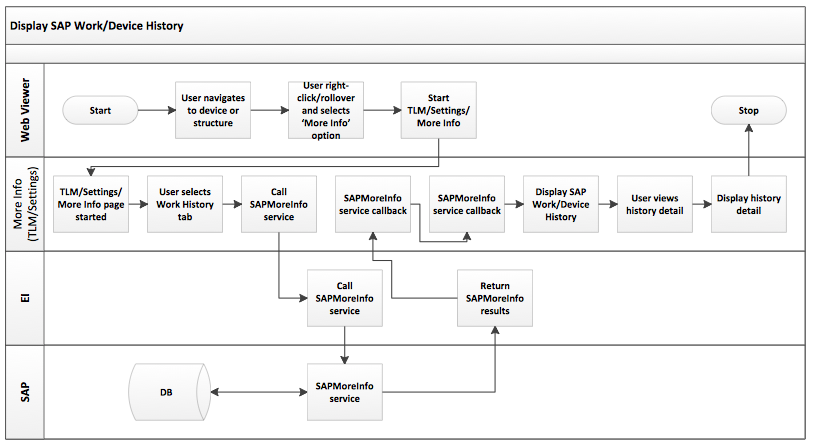 Display SAP Work/Device History
Web Viewer
Start
User navigates
to device or
structure
User right-
click/rollover
and selects
‘More Info’
option
Start
TLM/Settings/
More Info
Stop
More Info
(TLM/Settings)
TLM/Settings/
More Info page
started
User selects
Work History
tab
Call
SAPMoreInfo
service
SAPMoreInfo
service callback
SAPMoreInfo
service callback
Display SAP
Work/Device
History
User views
history detail
Display history
detail
EI
Call
SAPMoreInfo
service
Return
SAPMoreInfo
results
SAP
DB
SAPMoreInfo
service